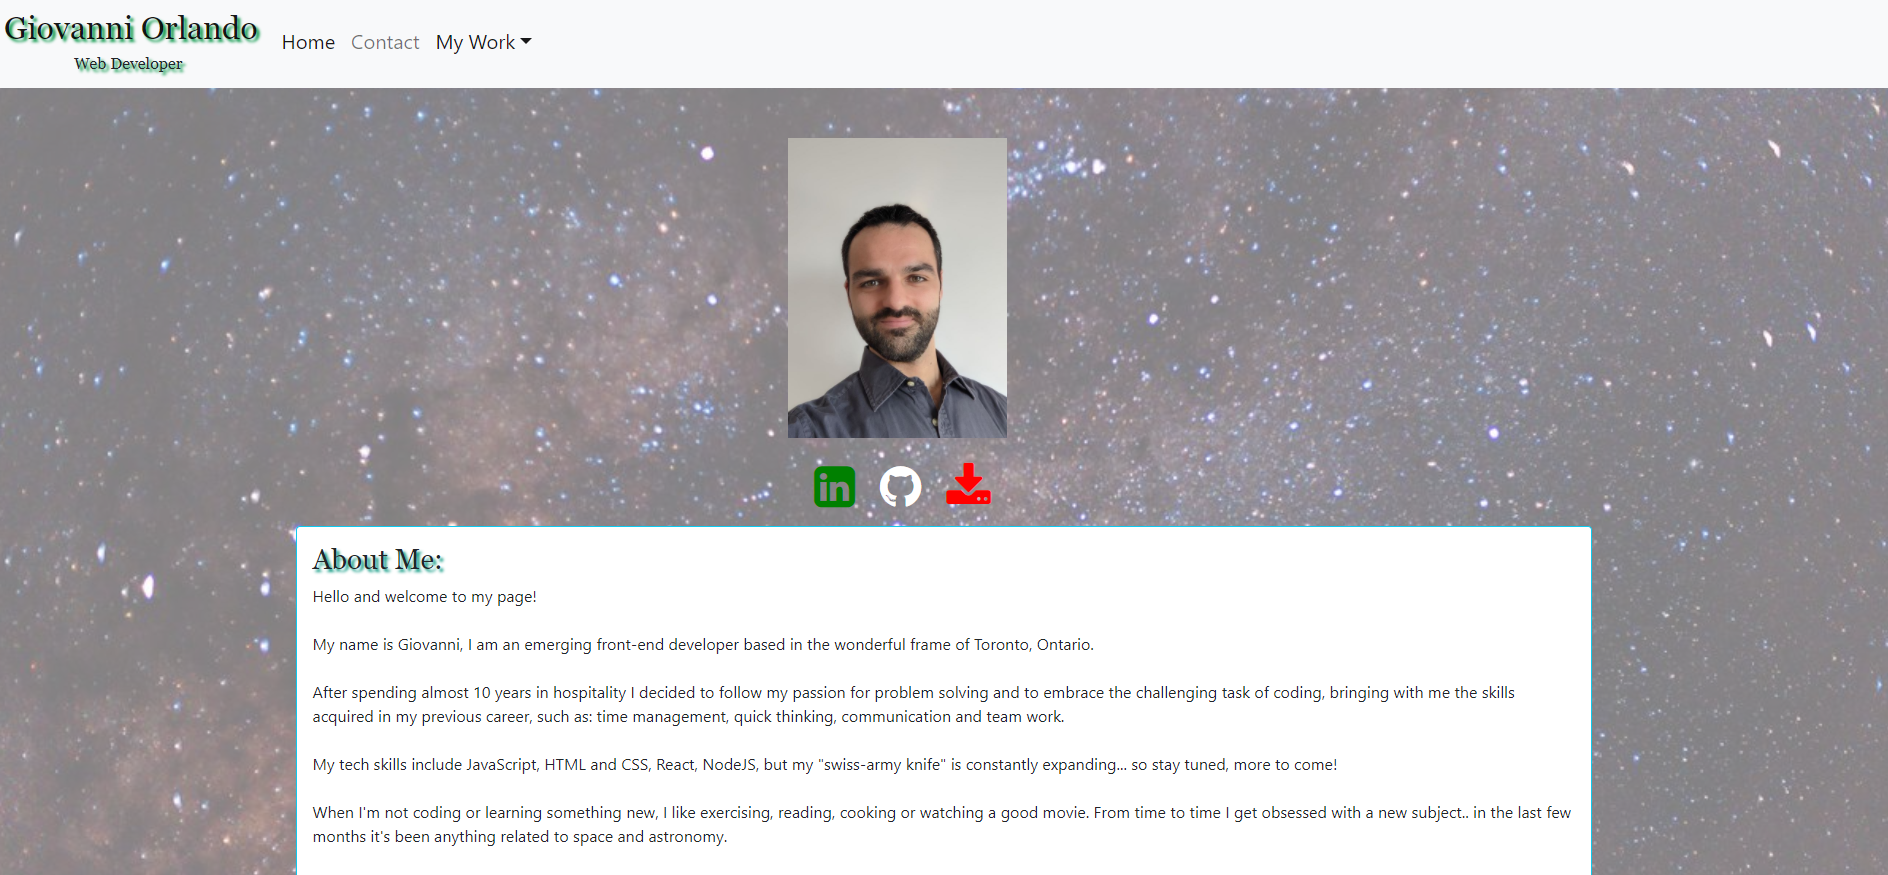 Giovanni Orlando
Web Developer
Home Contact My Work
in
About Me:
Hello and welcome to my page!
My name is Giovanni, I am an emerging front-end developer based in the wonderful frame of Toronto, Ontario.
After spending almost 10 years in hospitality I decided to follow my passion for problem solving and to embrace the challenging task of coding, bringing with me the skills
acquired in my previous career, such as: time management, quick thinking, communication and team work.
My tech skills include JavaScript, HTML and CSS, React, NodeJS, but my "swiss-army knife" is constantly expanding... so stay tuned, more to come!
When I'm not coding or learning something new, I like exercising, reading, cooking or watching a good movie. From time to time I get obsessed with a new subject.. in the last few
months it's been anything related to space and astronomy.